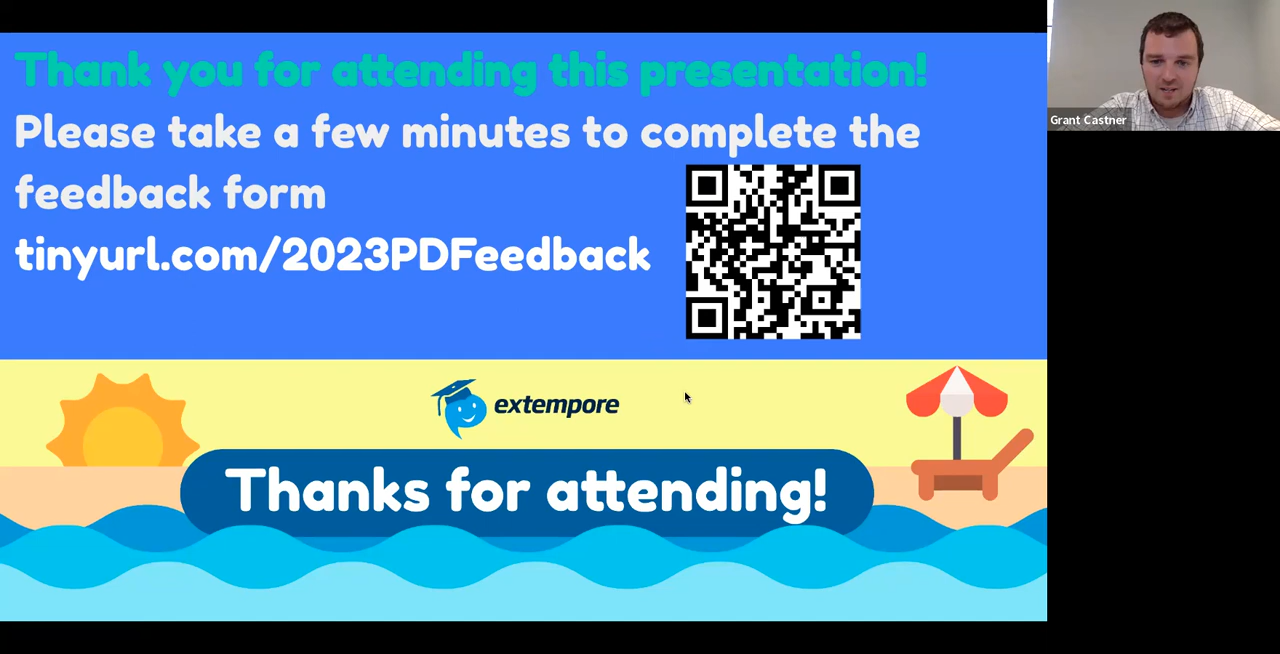 Thank you for attending this presentation!
Please take a few minutes to complete the
feedback form
tinyurl.com/2023PDFeedback
extempore
Thanks for attending!
Grant Castner